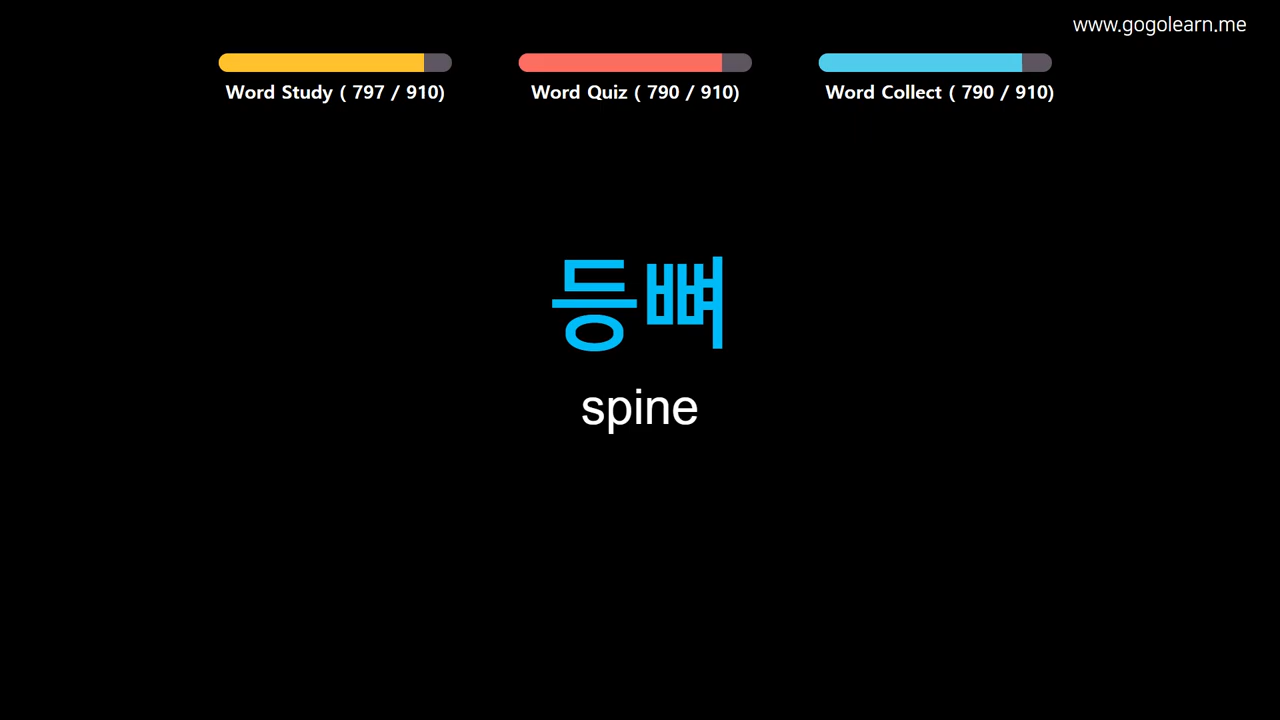 www.gogolearn.me
Word Study ( 797 / 910)
Word Quiz ( 790 / 910)
Word Collect ( 790 / 910)
등뼈
spine